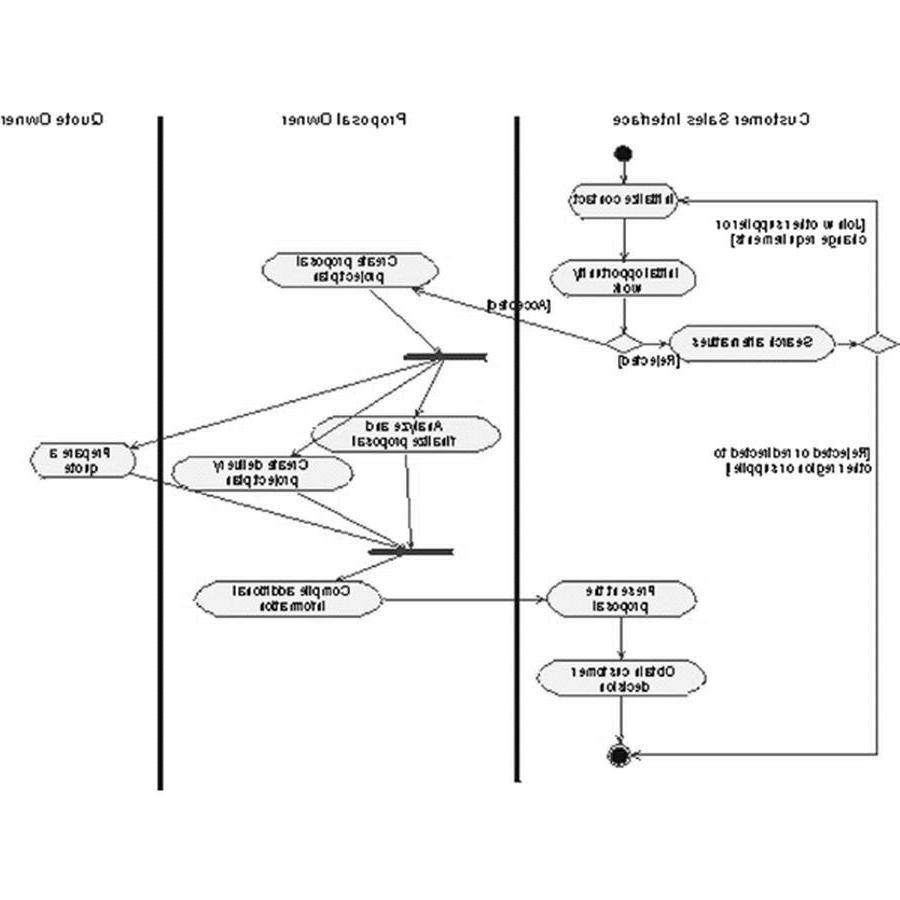 Customer Sales Interface
Proposal Owner
Quote Owner
Initialize contact
[Join w other supplier or
change requirements]
Initial opportunity
work
Create proposal
project plan
[Accepted]
Search alternatives
[Rejected]
Analyze and
finalize proposal
Create delivery
project plan
Prepare a
quote
[Rejected or redirected to
other region or supplier]
Compile additional
information
Present the
proposal
Obtain customer
decision